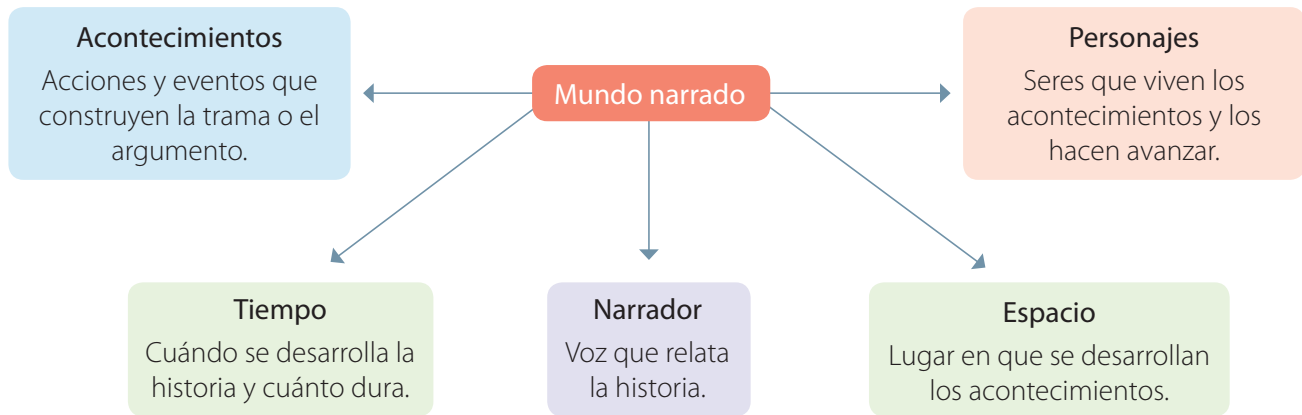 Mundo narrado
Acontecimientos
Acciones y eventos que
construyen la trama o el
argumento.
Personajes
Seres que viven los
acontecimientos y los
hacen avanzar.
Tiempo
Cuándo se desarrolla la
historia y cuánto dura.
Narrador
Voz que relata
la historia.
Espacio
Lugar en que se desarrollan
los acontecimientos.